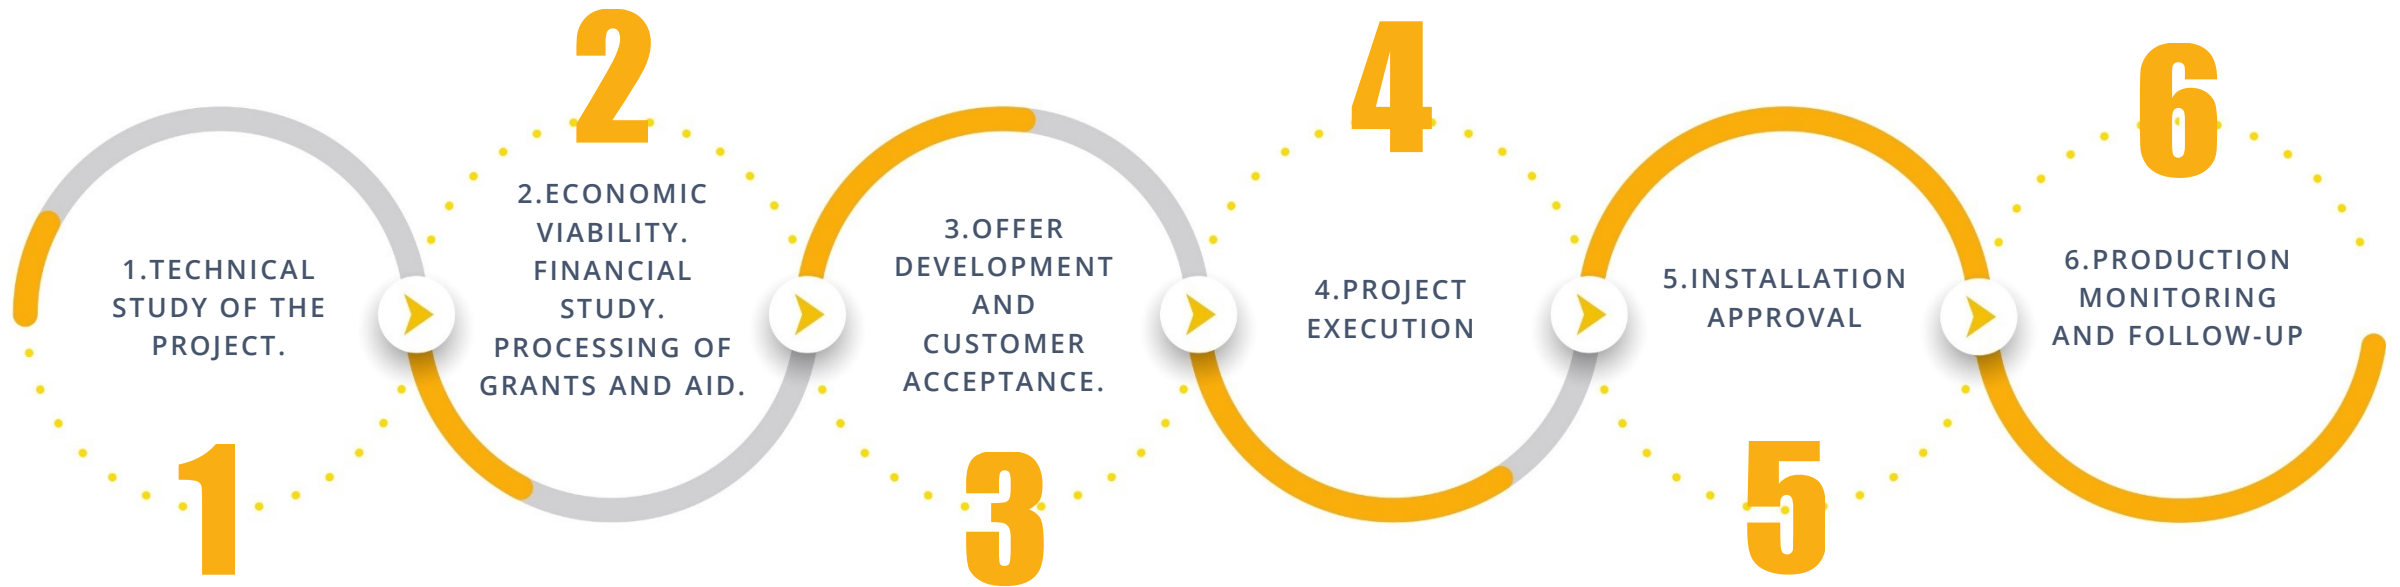 1
1.TECHNICAL
STUDY OF THE
PROJECT.
2
2.ECONOMIC
VIABILITY.
FINANCIAL
STUDY.
PROCESSING OF
GRANTS AND AID.
3
3.OFFER
DEVELOPMENT
AND
CUSTOMER
ACCEPTANCE.
4
4.PROJECT
EXECUTION
5
5.INSTALLATION
APPROVAL
6
6.PRODUCTION
MONITORING
AND FOLLOW-UP